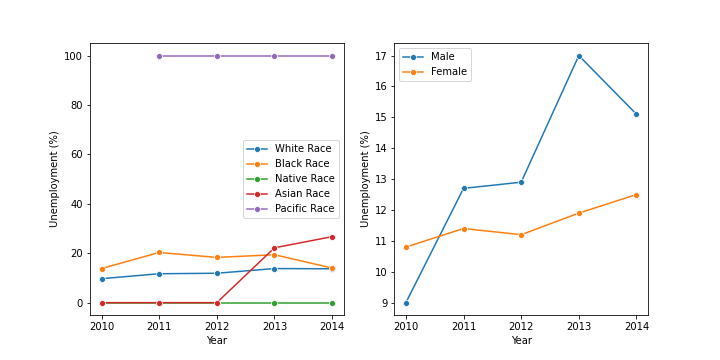 100
80
60
40
20
0
Unemployment (%)
2010 2011 2012 2013 2014
Year
White Race
Black Race
Native Race
Asian Race
Pacific Race
17
16
15
14
13
12
11
10
9
Unemployment (%)
2010 2011 2012 2013 2014
Year
Male
Female